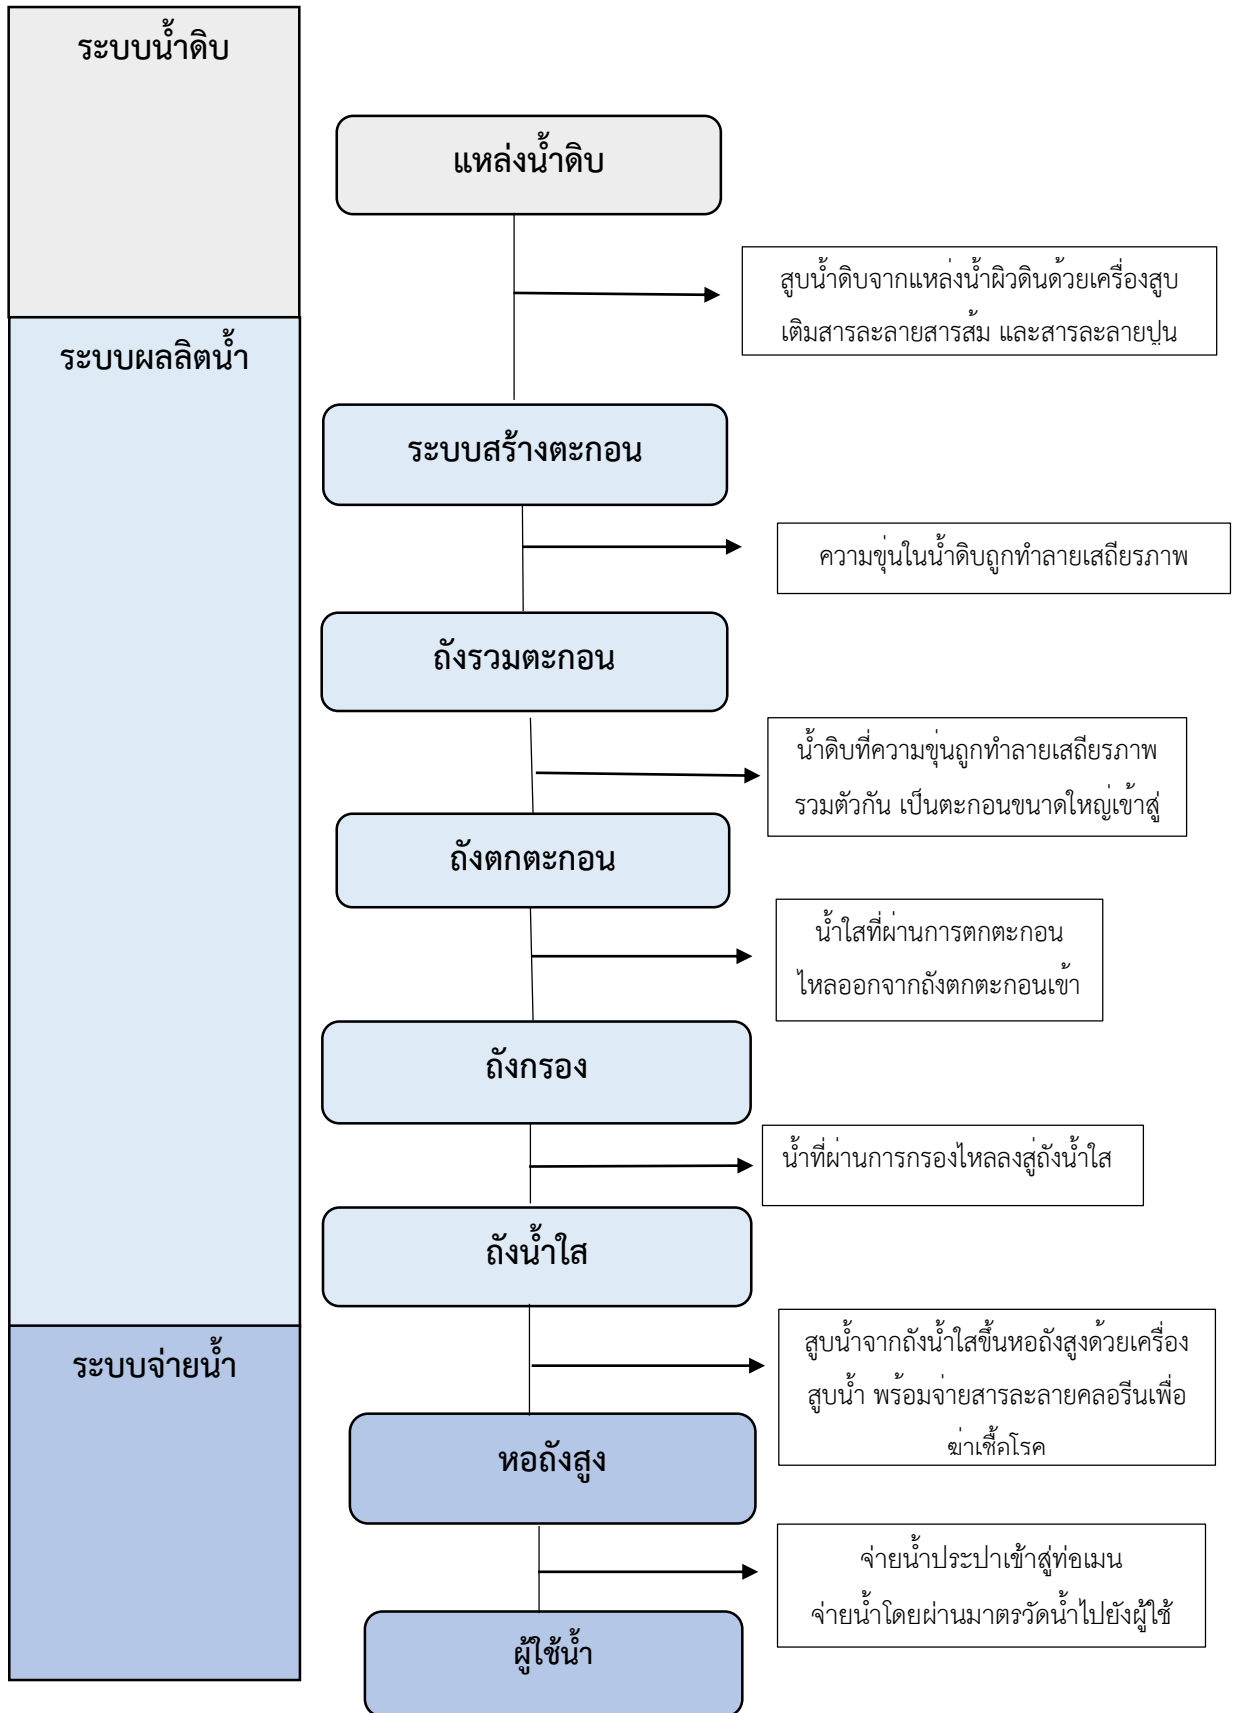 ระบบน้ำดิบ
แหล่งน้ำดิบ
สูบน้ำดิบจากแหล่งน้ำผิวดินด้วยเครื่องสูบ
เติมสารละลายสารส้ม และสารละลายปูน
ระบบผลลิตน้ำ
ระบบสร้างตะกอน
ความขุ่นในน้ำดิบถูกทำลายเสถียรภาพ
ถังรวมตะกอน
น้ำดิบที่ความขุ่นถูกทำลายเสถียรภาพ
รวมตัวกัน เป็นตะกอนขนาดใหญ่เข้าสู่
ถังตกตะกอน
น้ำใสที่ผ่านการตกตะกอน
ไหลออกจากถังตกตะกอนเข้า
ถังกรอง
น้ำที่ผ่านการกรองไหลลงสู่ถังน้ำใส
ถังน้ำใส
ระบบจ่ายน้ำ
สูบน้ำจากถังน้ำใสขึ้นหอถังสูงด้วยเครื่อง
สูบน้ำ พร้อมจ่ายสารละลายคลอรีนเพื่อ
ฆ่าเชื้อโรค
หอถังสูง
จ่ายน้ำประปาเข้าสู่ท่อเมน
จ่ายน้ำโดยผ่านมาตรวัดน้ำไปยังผู้ใช้
ผู้ใช้น้ำ